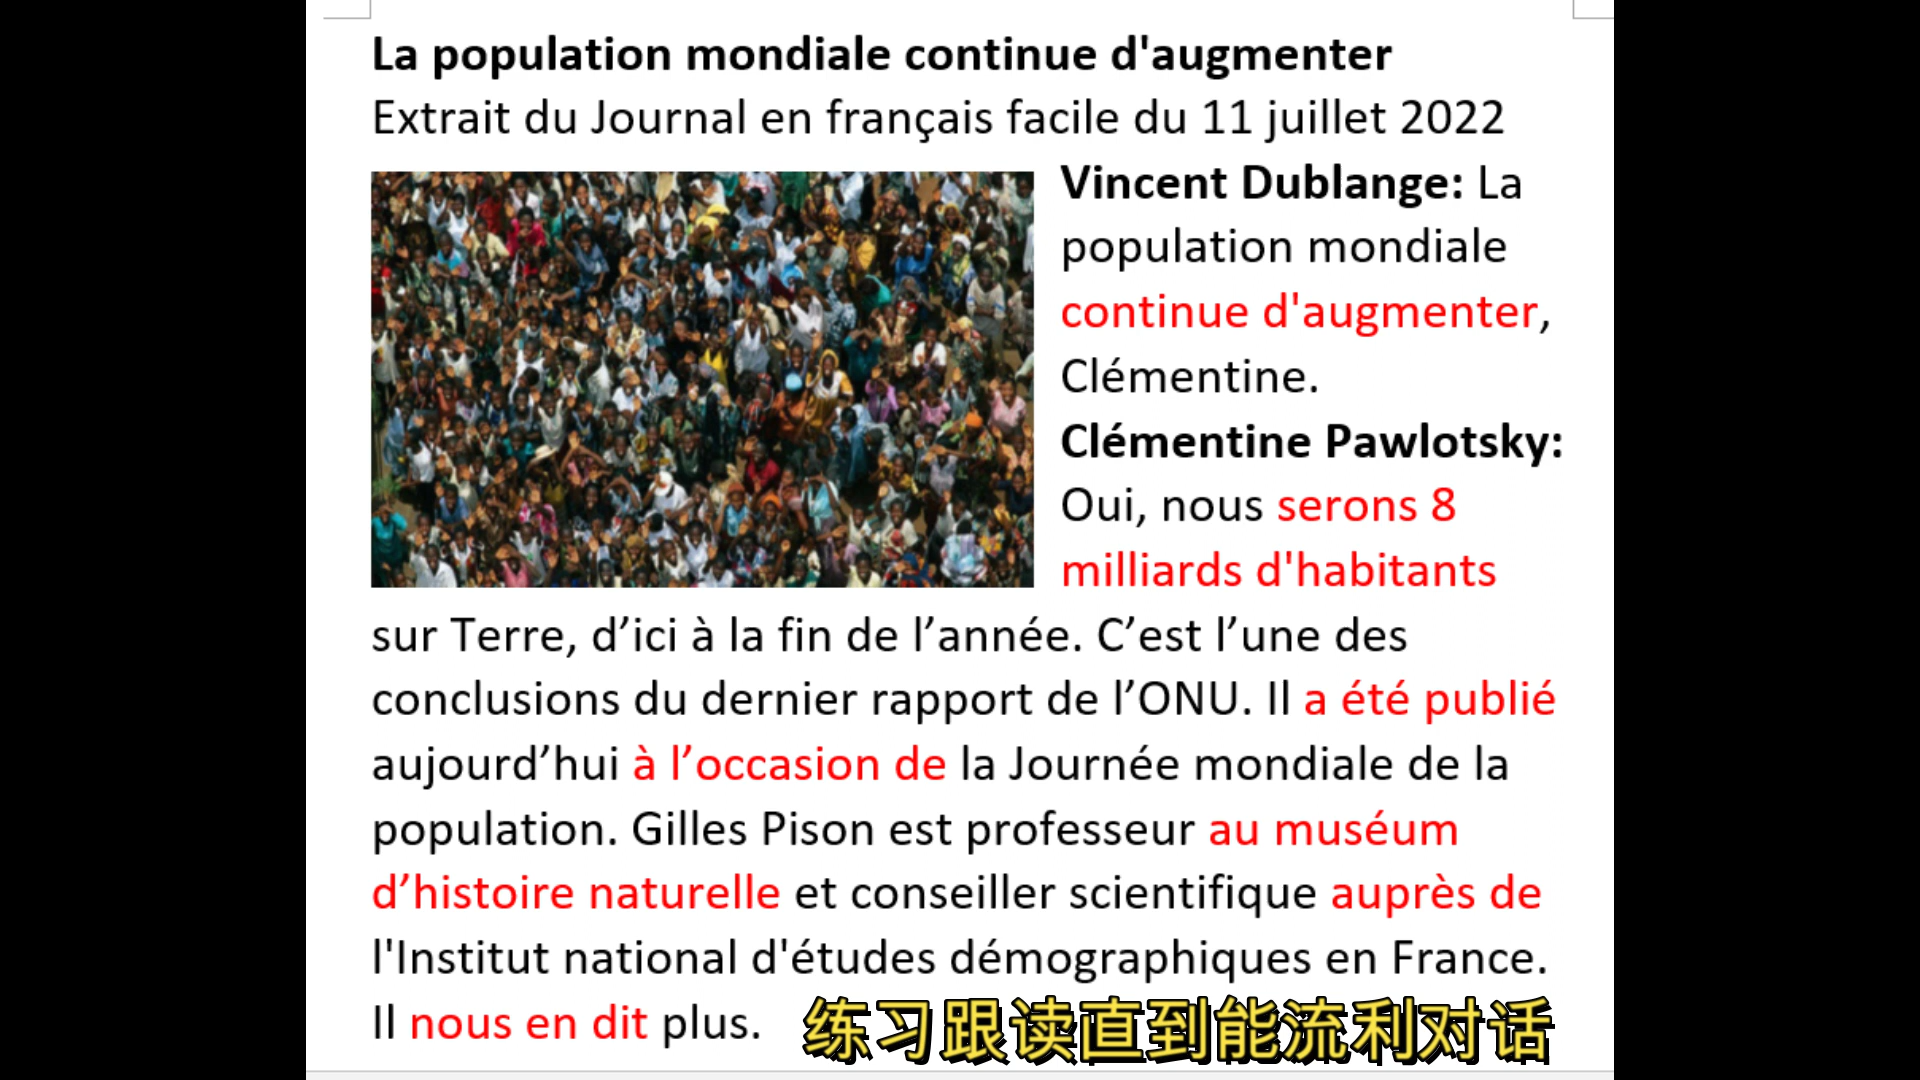 La population mondiale continue d'augmenter
Extrait du Journal en français facile du 11 juillet 2022
Vincent Dublange: La
population mondiale
continue d'augmenter,
Clémentine.
Clémentine Pawlotsky:
Oui, nous serons 8
milliards d'habitants
sur Terre, d’ici à la fin de l’année. C’est l’une des
conclusions du dernier rapport de l’ONU. Il a été publié
aujourd’hui à l’occasion de la Journée mondiale de la
population. Gilles Pison est professeur au muséum
d’histoire naturelle et conseiller scientifique auprès de
l'Institut national d'études démographiques en France.
Il nous en dit plus.
练习跟读直到能流利对话